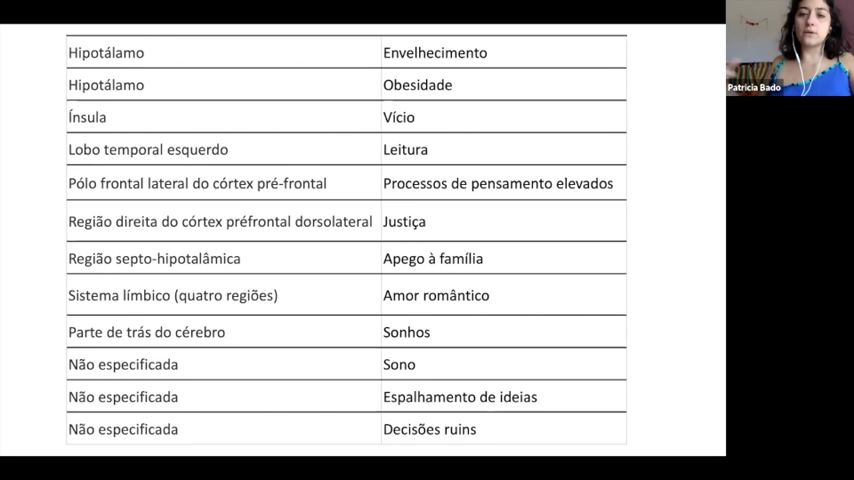 Hipotálamo Envelhecimento
Hipotálamo Obesidade
Ínsula Vício
Lobo temporal esquerdo Leitura
Pólo frontal lateral do córtex pré-frontal Processos de pensamento elevados
Região direita do córtex préfrontal dorsolateral Justiça
Região septo-hipotalâmica Apego à família
Sistema límbico (quatro regiões) Amor romântico
Parte de trás do cérebro Sonhos
Não especificada Sono
Não especificada Espalhamento de ideias
Não especificada Decisões ruins
Patricia Bado